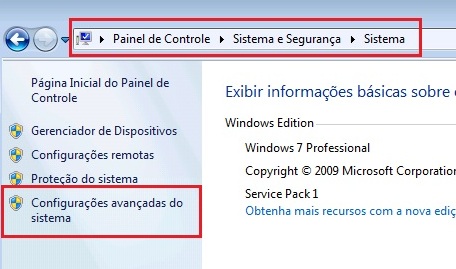 Painel de Controle ▸ Sistema e Segurança ▸ Sistema
Página Inicial do Painel de
Controle
Gerenciador de Dispositivos
Configurações remotas
Proteção do sistema
Configurações avançadas do
sistema
Exibir informações básicas sobre
Windows Edition
Windows 7 Professional
Copyright © 2009 Microsoft Corporation
Service Pack 1
Obtenha mais recursos com a nova ediç